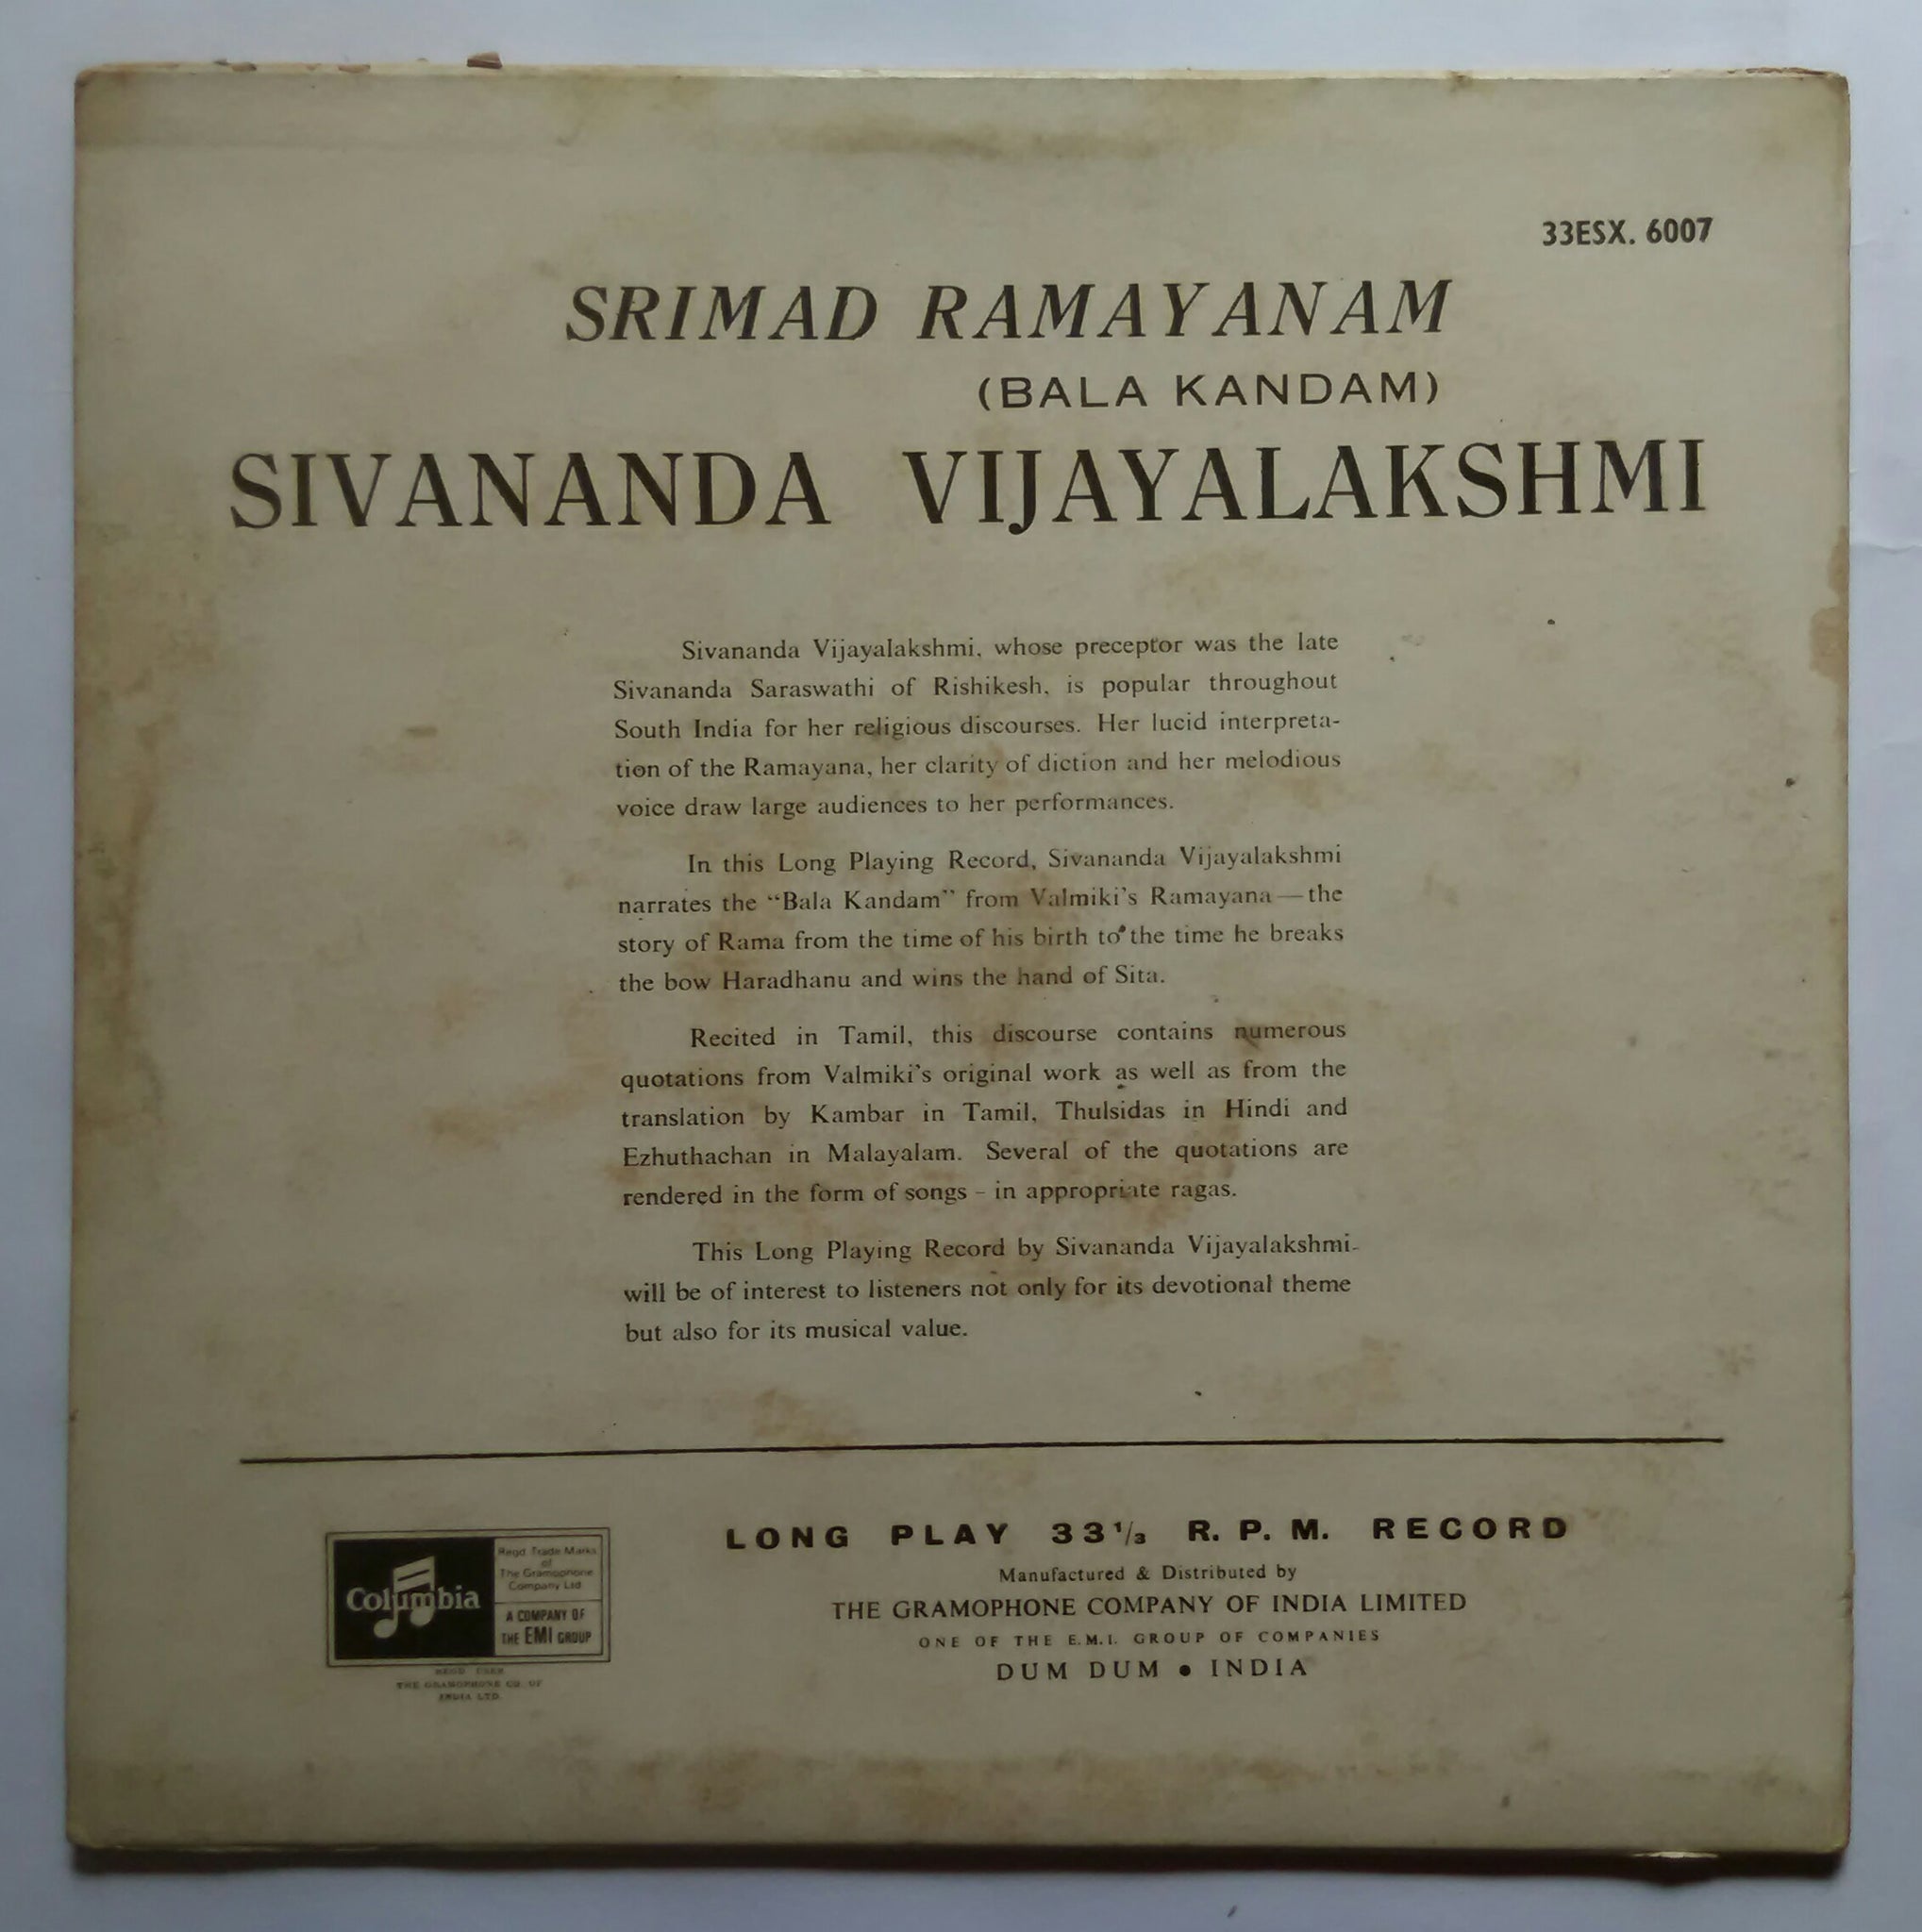 33ESX. 6007
SRIMAD RAMAYANAM
(BALA KANDAM)
SIVANANDA VIJAYALAKSHMI
Sivananda Vijayalakshmi, whose preceptor was the late
Sivananda Saraswathi of Rishikesh, is popular throughout
South India for her religious discourses. Her lucid interpreta-
tion of the Ramayana, her clarity of diction and her melodious
voice draw large audiences to her performances.
In this Long Playing Record, Sivananda Vijayalakshmi
narrates the “Bala Kandam” from Valmiki's Ramayana — the
story of Rama from the time of his birth to the time he breaks
the bow Haradhanu and wins the hand of Sita.
Recited in Tamil, this discourse contains numerous
quotations from Valmiki's original work as well as from the
translation by Kambar in Tamil, Thulsidas in Hindi and
Ezhuthachan in Malayalam. Several of the quotations are
rendered in the form of songs - in appropriate ragas.
This Long Playing Record by Sivananda Vijayalakshmi
will be of interest to listeners not only for its devotional theme
but also for its musical value.
Columbia
Regd Trade Marks
of
The Gramophone
Company Ltd
A COMPANY OF
THE EMI GROUP
REGD USER
THE GRAMOPHONE CO. OF
INDIA LTD.
LONG PLAY 33⅓ R. P. M. RECORD
Manufactured & Distributed by
THE GRAMOPHONE COMPANY OF INDIA LIMITED
ONE OF THE E.M.I. GROUP OF COMPANIES
DUM DUM • INDIA